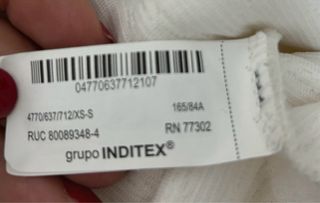 04770637712107
4770/637/712/XS-S 165/84A
RUC 80089348-4 RN 77302
grupo INDITEX®